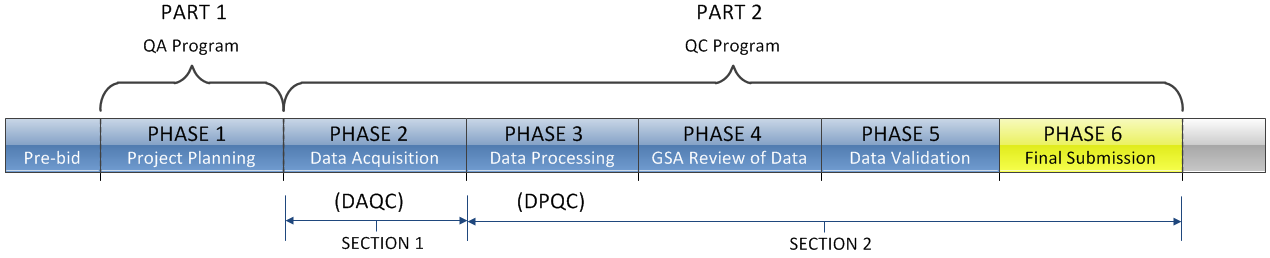 PART 1
PART 2
QA Program
QC Program
PHASE 1
PHASE 2
PHASE 3
PHASE 4
PHASE 5
PHASE 6
Pre-bid
Project Planning
Data Acquisition
Data Processing
GSA Review of Data
Data Validation
Final Submission
(DAQC)
(DPQC)
SECTION 1
SECTION 2